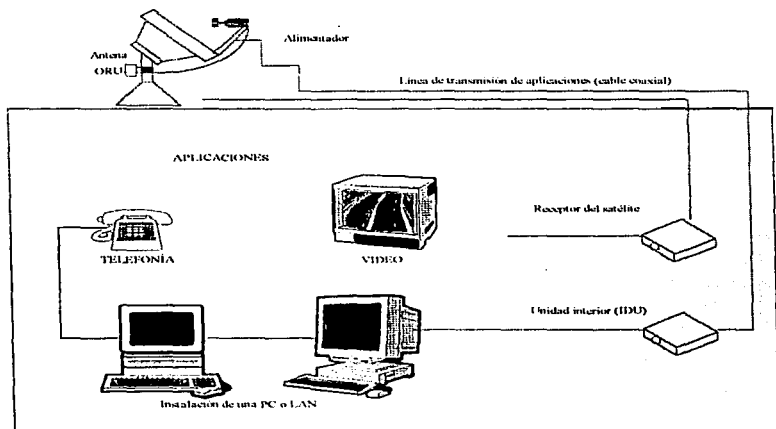 Alimentador
Antena
ORU
Línea de transmisión de aplicaciones (cable coaxial)
APLICACIONES
Receptor del satélite
TELEFONÍA
VIDEO
Unidad interior (IDU)
Instalación de una PC o LAN